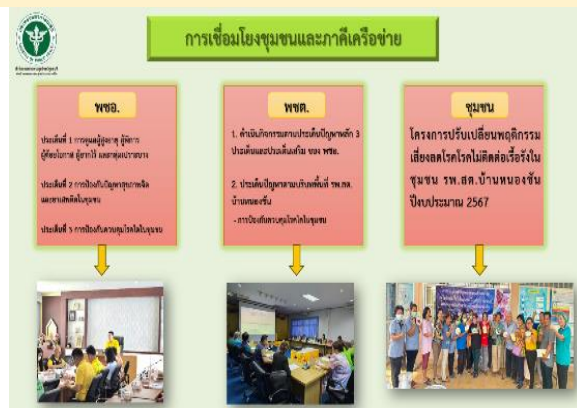 การเชื่อมโยงชุมชนและภาคีเครือข่าย
พชอ.
ประเด็นที่ 1 การดูแลผู้สูงอายุ ผู้พิการ
ผู้ด้อยโอกาส ผู้ยากไร้ และกลุ่มเปราะบาง
ประเด็นที่ 2 การป้องกันปัญหาสุขภาพจิต
และยาเสพติดในชุมชน
ประเด็นที่ 3 การป้องกันควบคุมโรคไตในชุมชน
พชต.
1. ดำเนินกิจกรรมตามประเด็นปัญหาหลัก 3
ประเด็นและประเด็นเสริม ของ พชอ.
2. ประเด็นปัญหาตามบริบทพื้นที่ รพ.สต.
บ้านหนองชัน
- การป้องกันควบคุมโรคไตในชุมชน
ชุมชน
โครงการปรับเปลี่ยนพฤติกรรม
เสี่ยงลดโรคโรคไม่ติดต่อเรื้อรังใน
ชุมชน รพ.สต.บ้านหนองชัน
ปีงบประมาณ 2567